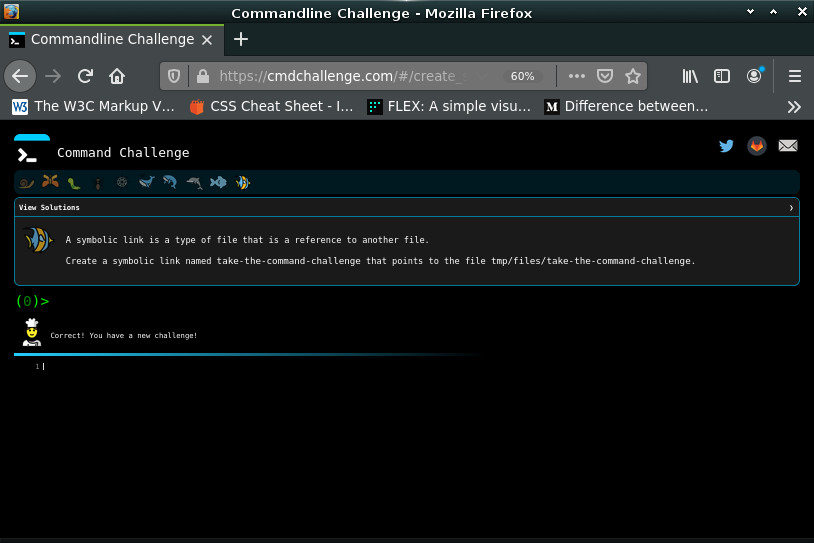 Commandline Challenge - Mozilla Firefox
Commandline Challenge
https://cmdchallenge.com/#/create_ 60%
The W3C Markup V… CSS Cheat Sheet - I… FLEX: A simple visu… M Difference between…
Command Challenge
View Solutions
A symbolic link is a type of file that is a reference to another file.
Create a symbolic link named take-the-command-challenge that points to the file tmp/files/take-the-command-challenge.
(0)>
Correct! You have a new challenge!
1